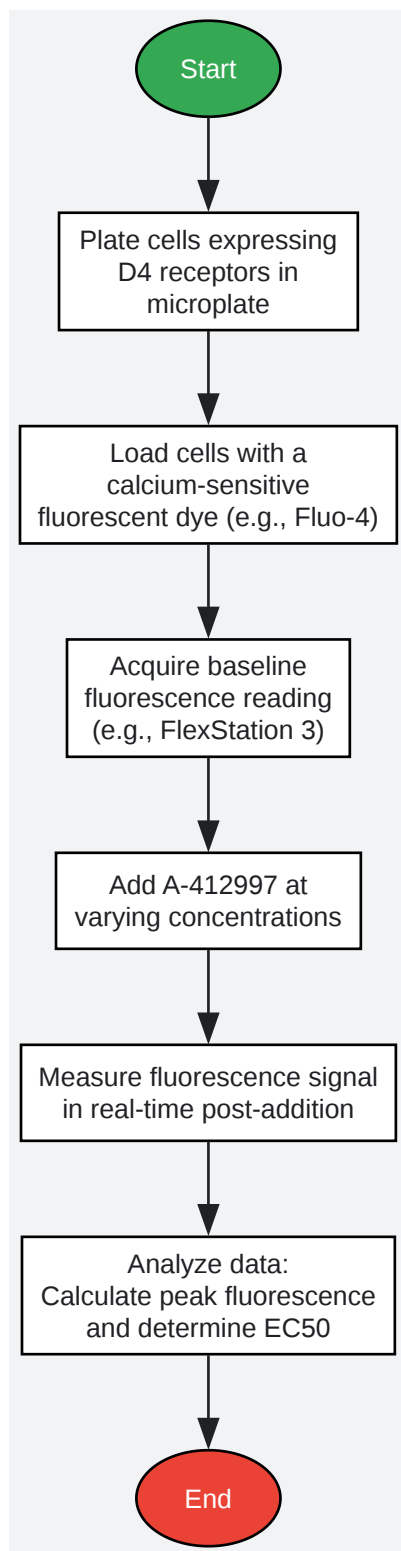 Start
Plate cells expressing
D4 receptors in
microplate
Load cells with a
calcium-sensitive
fluorescent dye (e.g., Fluo-4)
Acquire baseline
fluorescence reading
(e.g., FlexStation 3)
Add A-412997 at
varying concentrations
Measure fluorescence signal
in real-time post-addition
Analyze data:
Calculate peak fluorescence
and determine EC50
End